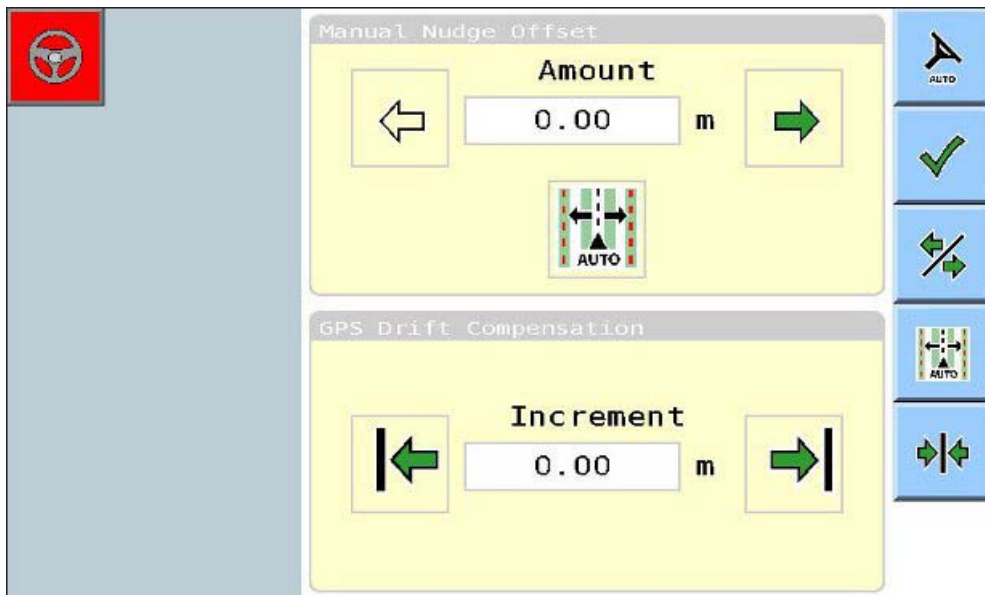 Manual Nudge Offset
Amount
0.00 m
AUTO
GPS Drift Compensation
Increment
0.00 m
AUTO
AUTO